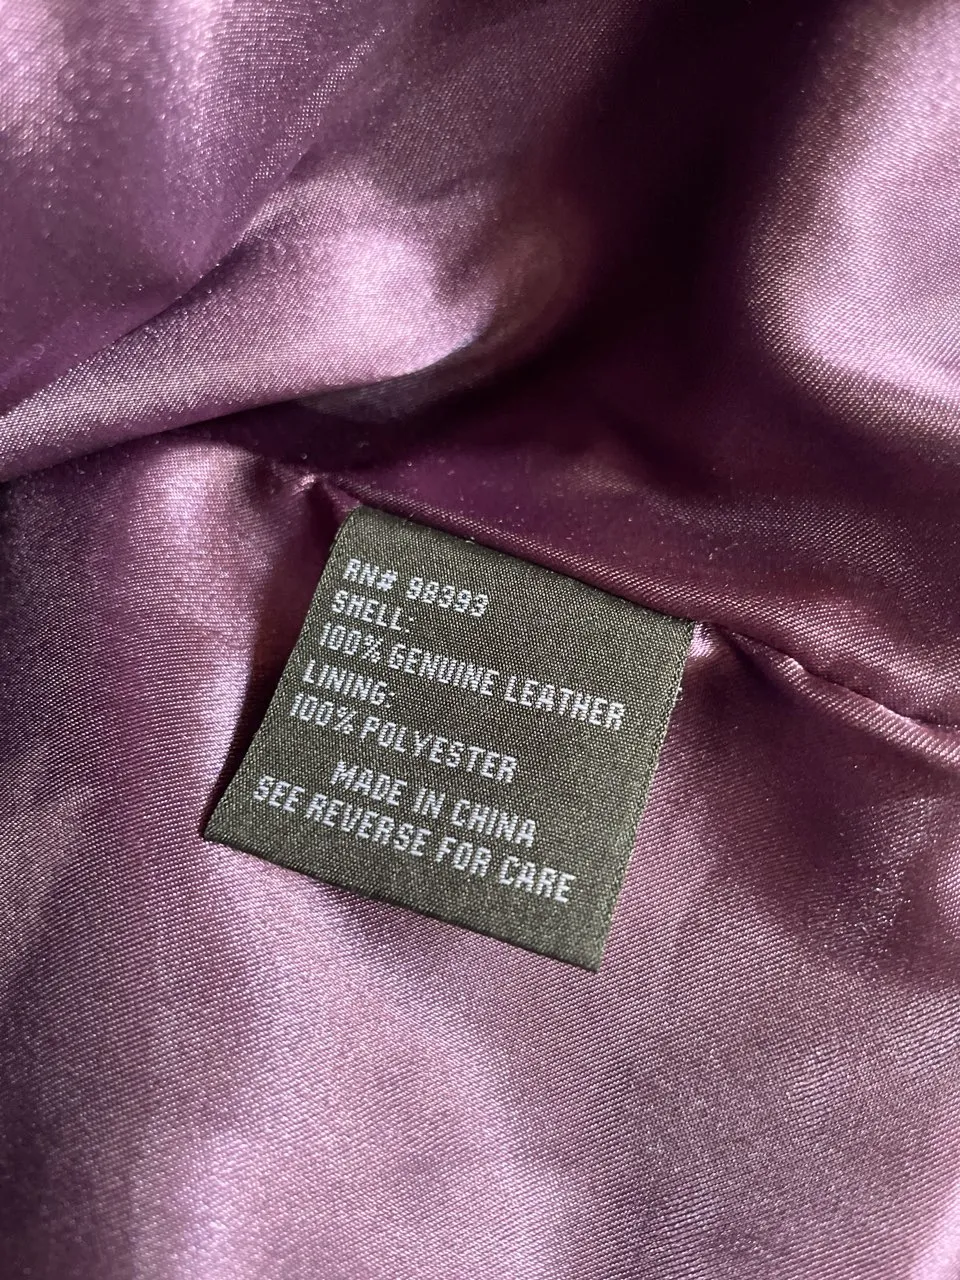 RN# 98393
SHELL:
100% GENUINE LEATHER
LINING:
100% POLYESTER
MADE IN CHINA
SEE REVERSE FOR CARE